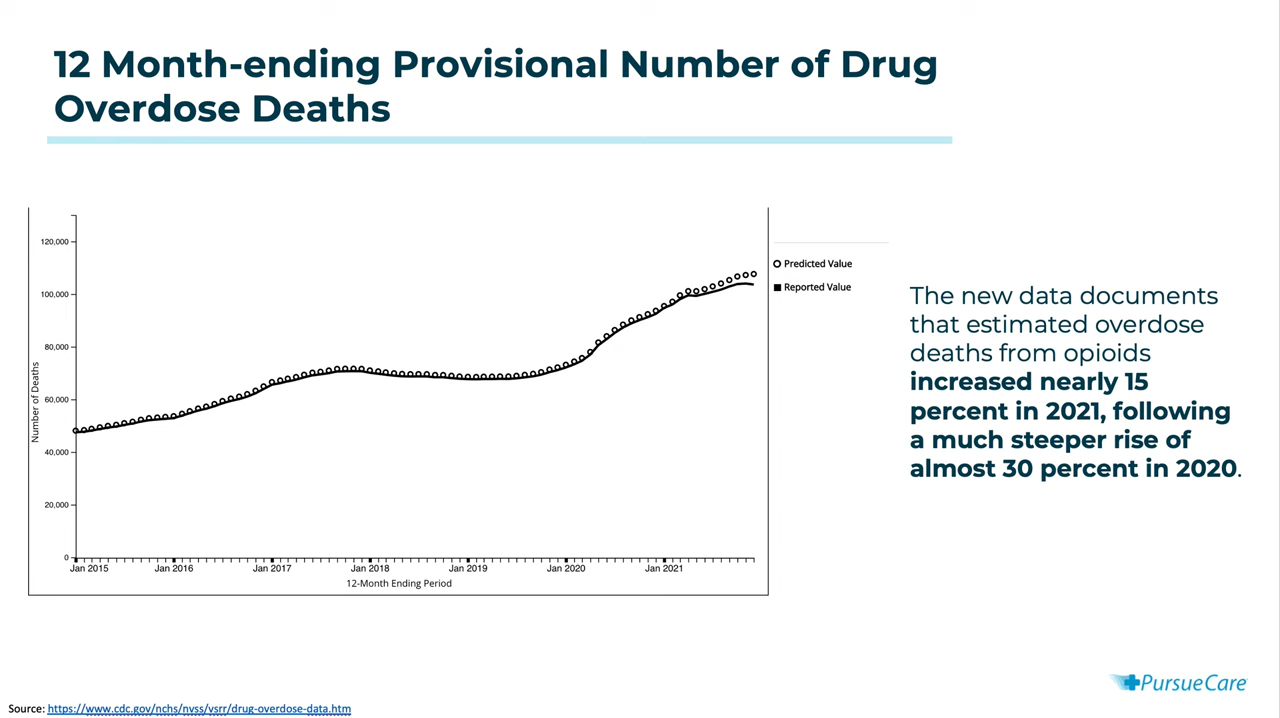 12 Month-ending Provisional Number of Drug
Overdose Deaths
120,000
100,000
80,000
60,000
40,000
20,000
0
Number of Deaths
Jan 2015
Jan 2016
Jan 2017
Jan 2018
Jan 2019
Jan 2020
Jan 2021
12-Month Ending Period
Predicted Value
Reported Value
The new data documents
that estimated overdose
deaths from opioids
increased nearly 15
percent in 2021, following
a much steeper rise of
almost 30 percent in 2020.
PursueCare
Source: https://www.cdc.gov/nchs/nvss/vsrr/drug-overdose-data.htm